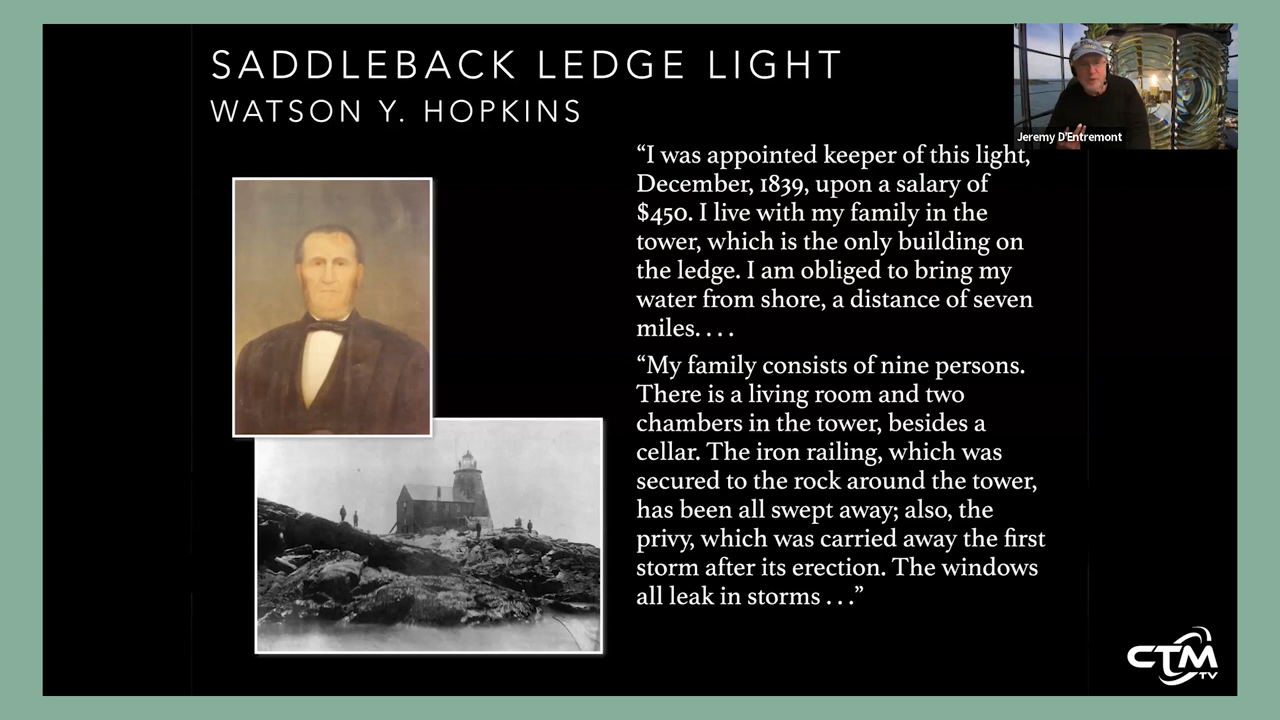 SADDLEBACK LEDGE LIGHT
WATSON Y. HOPKINS
Jeremy D'Entremont
“I was appointed keeper of this light,
December, 1839, upon a salary of
$450. I live with my family in the
tower, which is the only building on
the ledge. I am obliged to bring my
water from shore, a distance of seven
miles. . . .
“My family consists of nine persons.
There is a living room and two
chambers in the tower, besides a
cellar. The iron railing, which was
secured to the rock around the tower,
has been all swept away; also, the
privy, which was carried away the first
storm after its erection. The windows
all leak in storms . . .”
CTM
TV